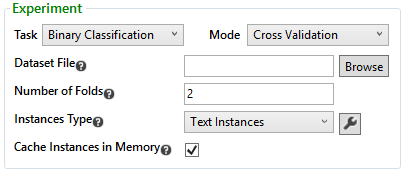 Experiment
Task Binary Classification Mode Cross Validation
Dataset File Browse
Number of Folds 2
Instances Type Text Instances
Cache Instances in Memory